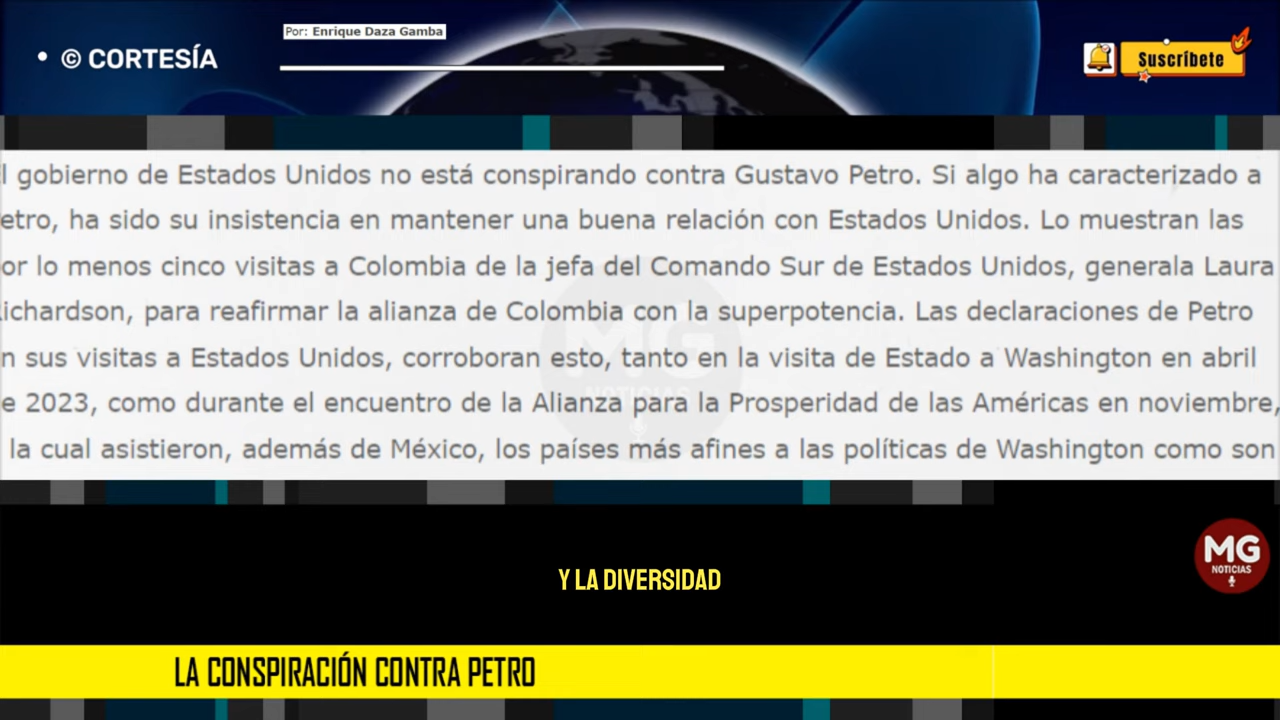 Por: Enrique Daza Gamba
• © CORTESÍA
Suscríbete
l gobierno de Estados Unidos no está conspirando contra Gustavo Petro. Si algo ha caracterizado a
etro, ha sido su insistencia en mantener una buena relación con Estados Unidos. Lo muestran las
or lo menos cinco visitas a Colombia de la jefa del Comando Sur de Estados Unidos, generala Laura
ichardson, para reafirmar la alianza de Colombia con la superpotencia. Las declaraciones de Petro
n sus visitas a Estados Unidos, corroboran esto, tanto en la visita de Estado a Washington en abril
e 2023, como durante el encuentro de la Alianza para la Prosperidad de las Américas en noviembre,
la cual asistieron, además de México, los países más afines a las políticas de Washington como son
MG
NOTICIAS
Y LA DIVERSIDAD
MG
NOTICIAS
LA CONSPIRACIÓN CONTRA PETRO